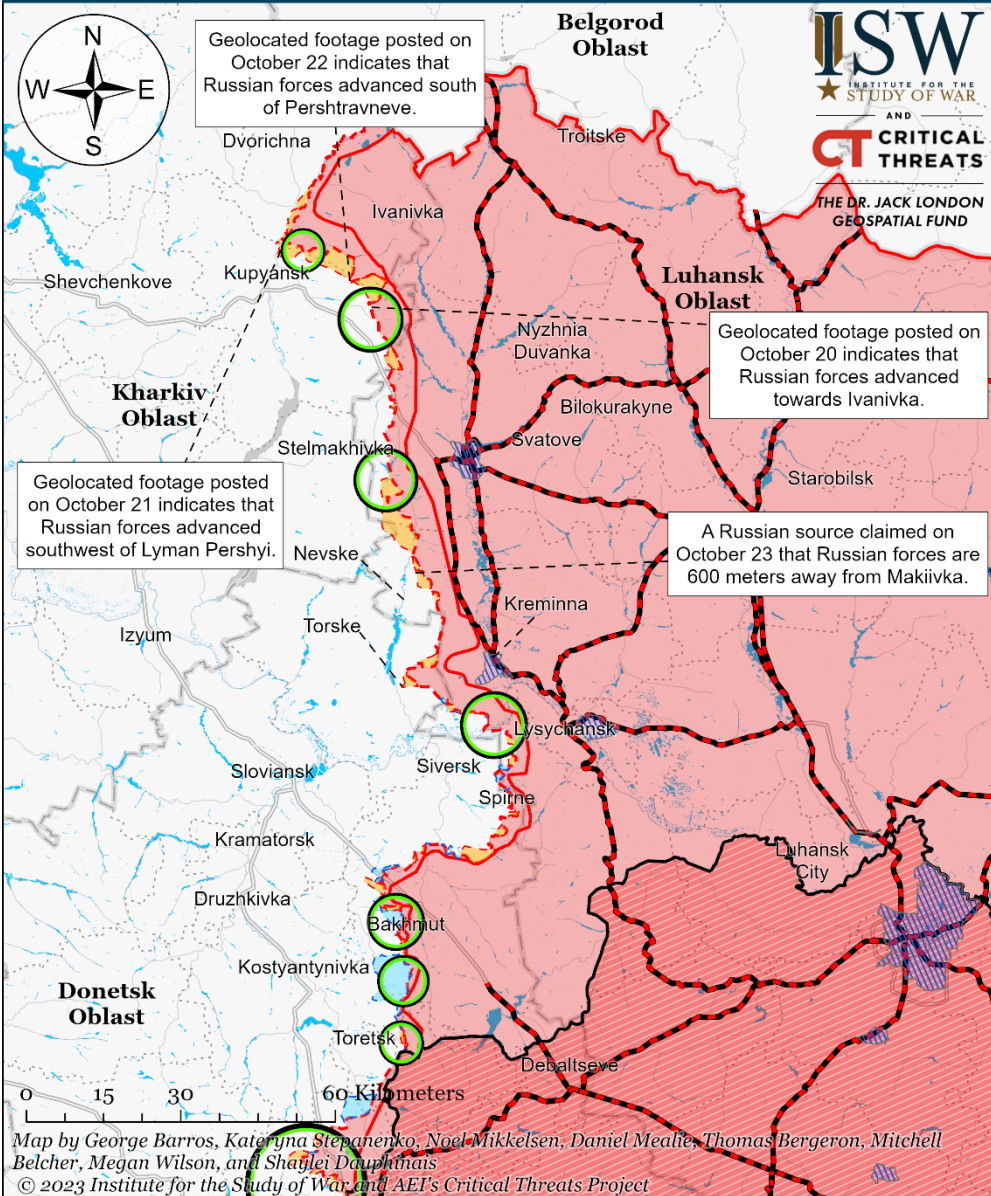 N
W
E
S
Geolocated footage posted on
October 22 indicates that
Russian forces advanced south
of Pershtravneve.
Belgorod
Oblast
ISW
INSTITUTE FOR THE
STUDY OF WAR
AND
CT CRITICAL
THREATS
THE DR. JACK LONDON
GEOSPATIAL FUND
Dvorichna
Troitske
Ivanivka
Shevchenkove
Kupyansk
Luhansk
Oblast
Nyzhnia
Duvanka
Geolocated footage posted on
October 20 indicates that
Russian forces advanced
towards Ivanivka.
Kharkiv
Oblast
Bilokurakyne
Stelmakhivka
Svatove
Starobilsk
Geolocated footage posted
on October 21 indicates that
Russian forces advanced
southwest of Lyman Pershyi.
A Russian source claimed on
October 23 that Russian forces are
600 meters away from Makiivka.
Nevske
Kreminna
Torske
Izyum
Lysychansk
Siversk
Sloviansk
Spirne
Kramatorsk
Luhansk
City
Druzhkivka
Bakhmut
Kostyantynivka
Donetsk
Oblast
Toretsk
Debaltseve
0 15 30 60 Kilometers
Map by George Barros, Kateryna Stepanenko, Noel Mikkelsen, Daniel Mealie, Thomas Bergeron, Mitchell
Belcher, Megan Wilson, and Shaylei Dauphinais
© 2023 Institute for the Study of War and AEI's Critical Threats Project